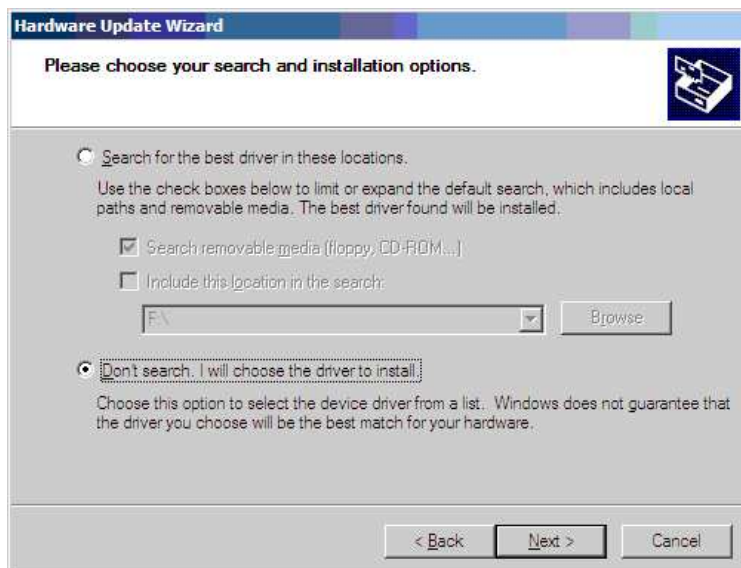 Hardware Update Wizard
Please choose your search and installation options.
Search for the best driver in these locations.
Use the check boxes below to limit or expand the default search, which includes local
paths and removable media. The best driver found will be installed.
Search removable media (floppy, CD-ROM...)
Include this location in the search:
F:\
Browse
Don't search. I will choose the driver to install.
Choose this option to select the device driver from a list. Windows does not guarantee that
the driver you choose will be the best match for your hardware.
< Back
Next >
Cancel